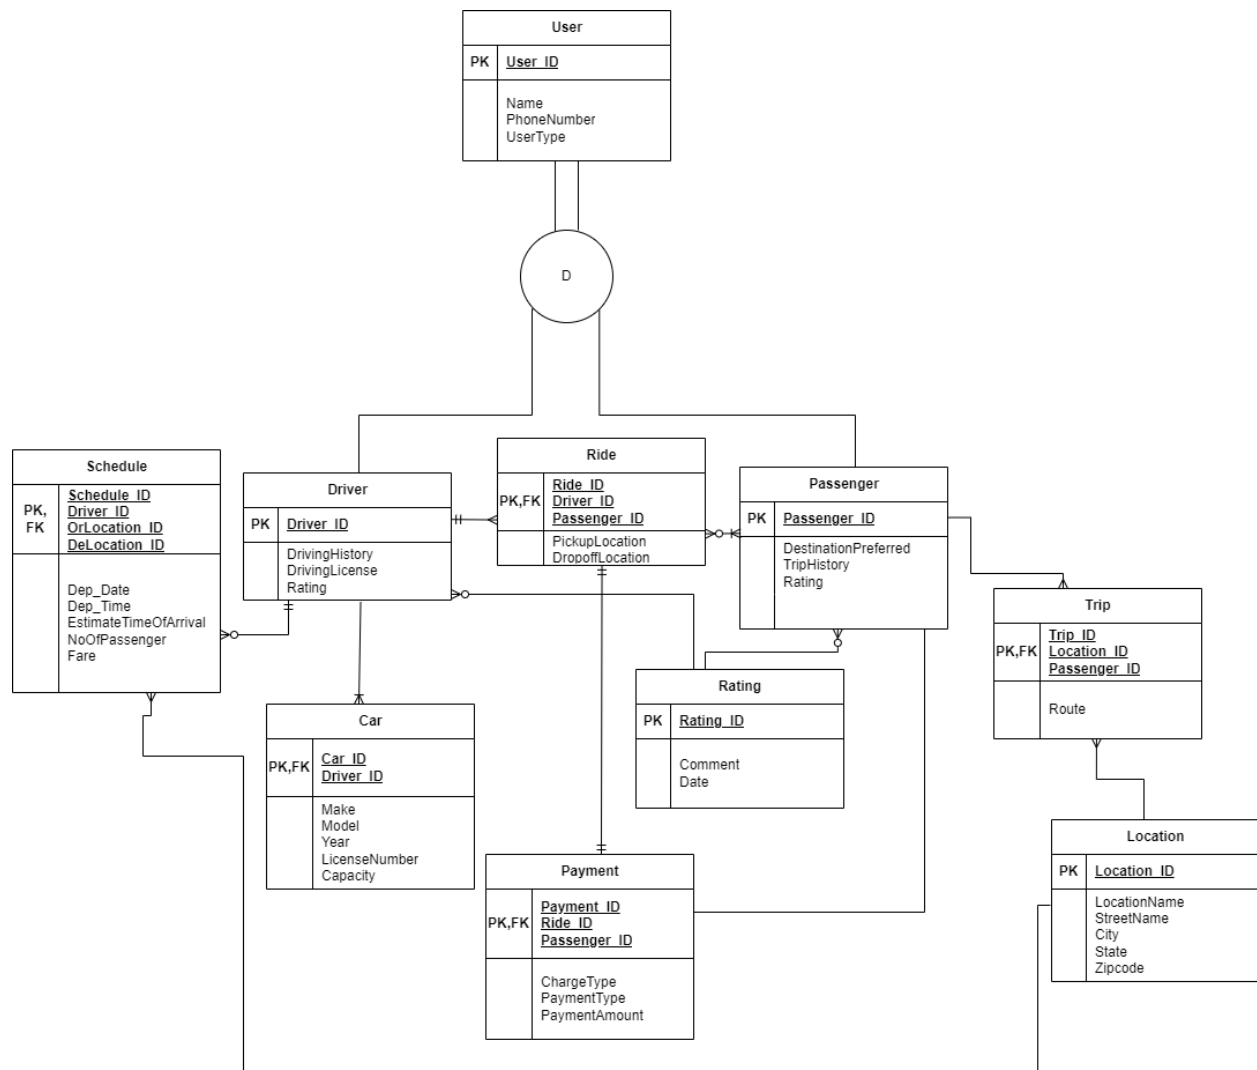 User
PK User_ID
Name
PhoneNumber
UserType
D
Schedule
PK,
FK
Schedule_ID
Driver_ID
OrLocation_ID
DeLocation_ID
Dep_Date
Dep_Time
EstimateTimeOfArrival
NoOfPassenger
Fare
Driver
PK Driver_ID
DrivingHistory
DrivingLicense
Rating
Ride
PK,FK
Ride_ID
Driver_ID
Passenger_ID
PickupLocation
DropoffLocation
Passenger
PK Passenger_ID
DestinationPreferred
TripHistory
Rating
Trip
PK,FK
Trip_ID
Location_ID
Passenger_ID
Route
Car
PK,FK
Car_ID
Driver_ID
Make
Model
Year
LicenseNumber
Capacity
Rating
PK Rating_ID
Comment
Date
Payment
PK,FK
Payment_ID
Ride_ID
Passenger_ID
ChargeType
PaymentType
PaymentAmount
Location
PK Location_ID
LocationName
StreetName
City
State
Zipcode